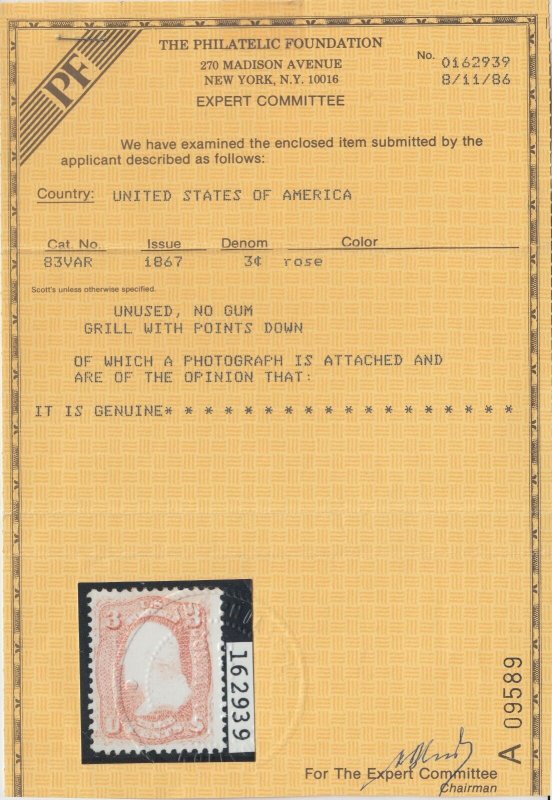 PF
THE PHILATELIC FOUNDATION
270 MADISON AVENUE
NEW YORK, N.Y. 10016
EXPERT COMMITTEE
No. 0162939
8/11/86
We have examined the enclosed item submitted by the
applicant described as follows:
Country: UNITED STATES OF AMERICA
Cat. No. Issue Denom Color
83VAR 1867 3¢ rose
Scott's unless otherwise specified.
UNUSED, NO GUM
GRILL WITH POINTS DOWN
OF WHICH A PHOTOGRAPH IS ATTACHED AND
ARE OF THE OPINION THAT:
IT IS GENUINE* * * * * * * * * * * * * * * * * *
3 3
U S
162939
A 09589
For The Expert Committee
Chairman